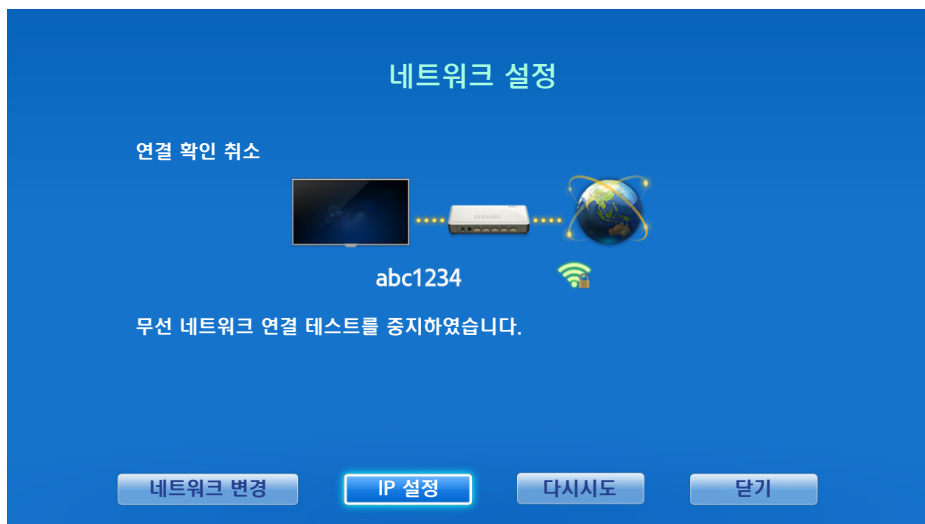 네트워크 설정
연결 확인 취소
SAMSUNG
abc1234
무선 네트워크 연결 테스트를 중지하였습니다.
네트워크 변경
IP 설정
다시시도
닫기